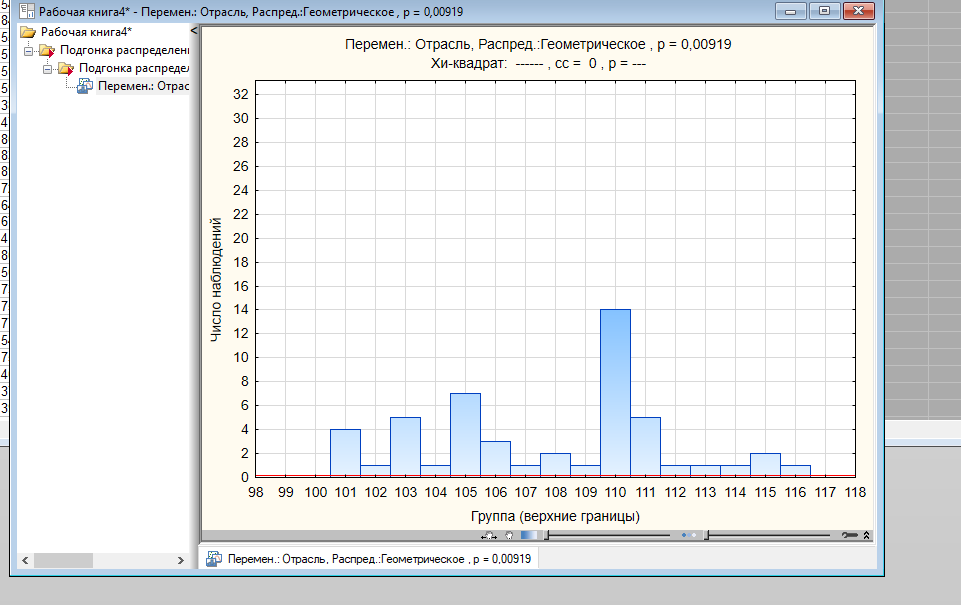 Рабочая книга4* - Перемен.: Отрасль, Распред.:Геометрическое , p = 0,00919
Рабочая книга4*
Подгонка распределени
Подгонка распредел
Перемен.: Отрас
Перемен.: Отрасль, Распред.:Геометрическое , p = 0,00919
Хи-квадрат: ------ , сс = 0 , p = ---
Число наблюдений
32
30
28
26
24
22
20
18
16
14
12
10
8
6
4
2
0
98 99 100 101 102 103 104 105 106 107 108 109 110 111 112 113 114 115 116 117 118
Группа (верхние границы)
Перемен.: Отрасль, Распред.:Геометрическое , p = 0,00919